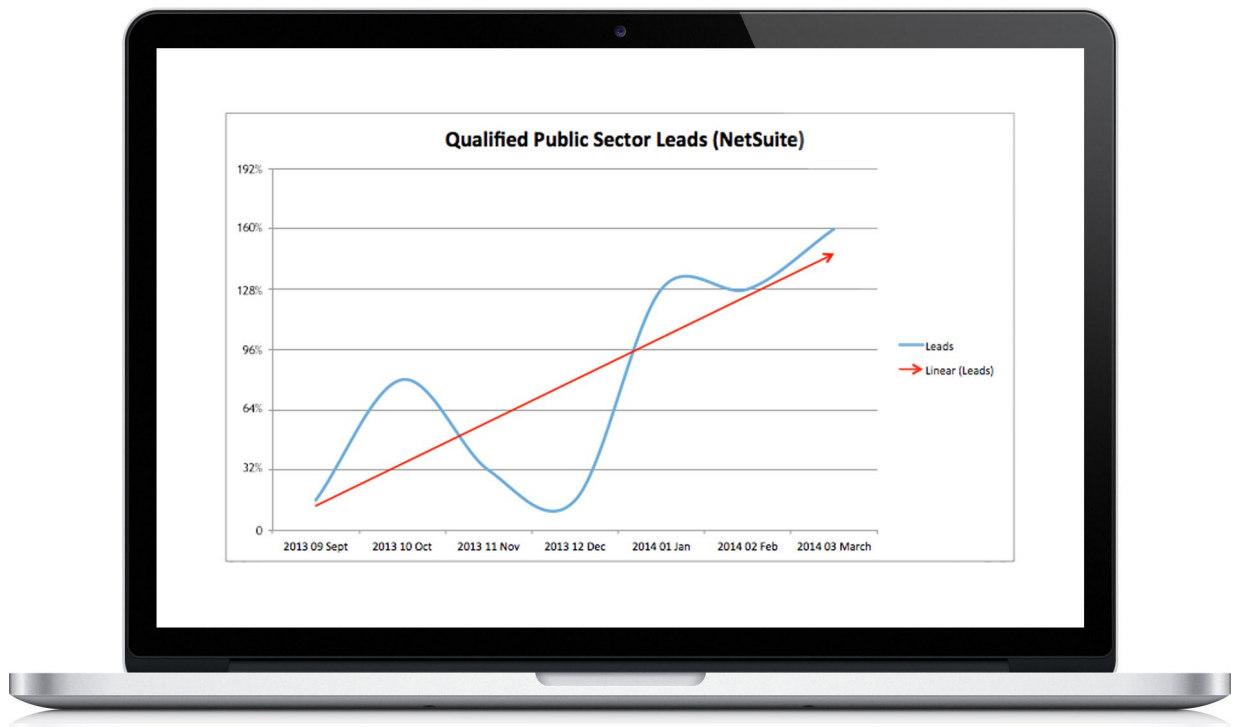 Qualified Public Sector Leads (NetSuite)
192%
160%
128%
96%
64%
32%
0
2013 09 Sept
2013 10 Oct
2013 11 Nov
2013 12 Dec
2014 01 Jan
2014 02 Feb
2014 03 March
Leads
Linear (Leads)